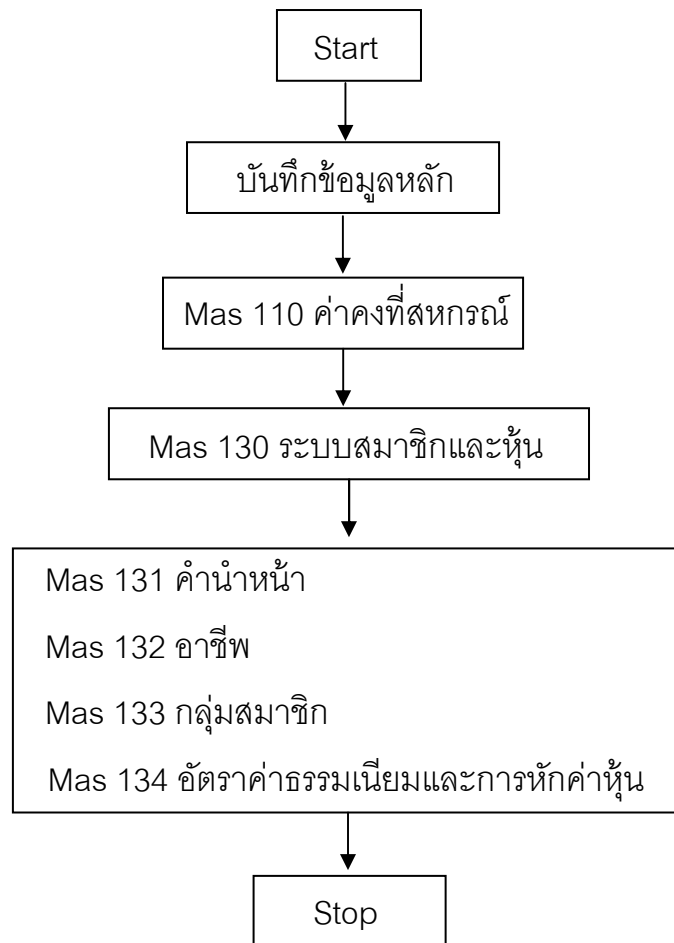 Start
บันทึกข้อมูลหลัก
Mas 110 ค่าคงที่สหกรณ์
Mas 130 ระบบสมาชิกและหุ้น
Mas 131 คำนำหน้า
Mas 132 อาชีพ
Mas 133 กลุ่มสมาชิก
Mas 134 อัตราค่าธรรมเนียมและการหักค่าหุ้น
Stop